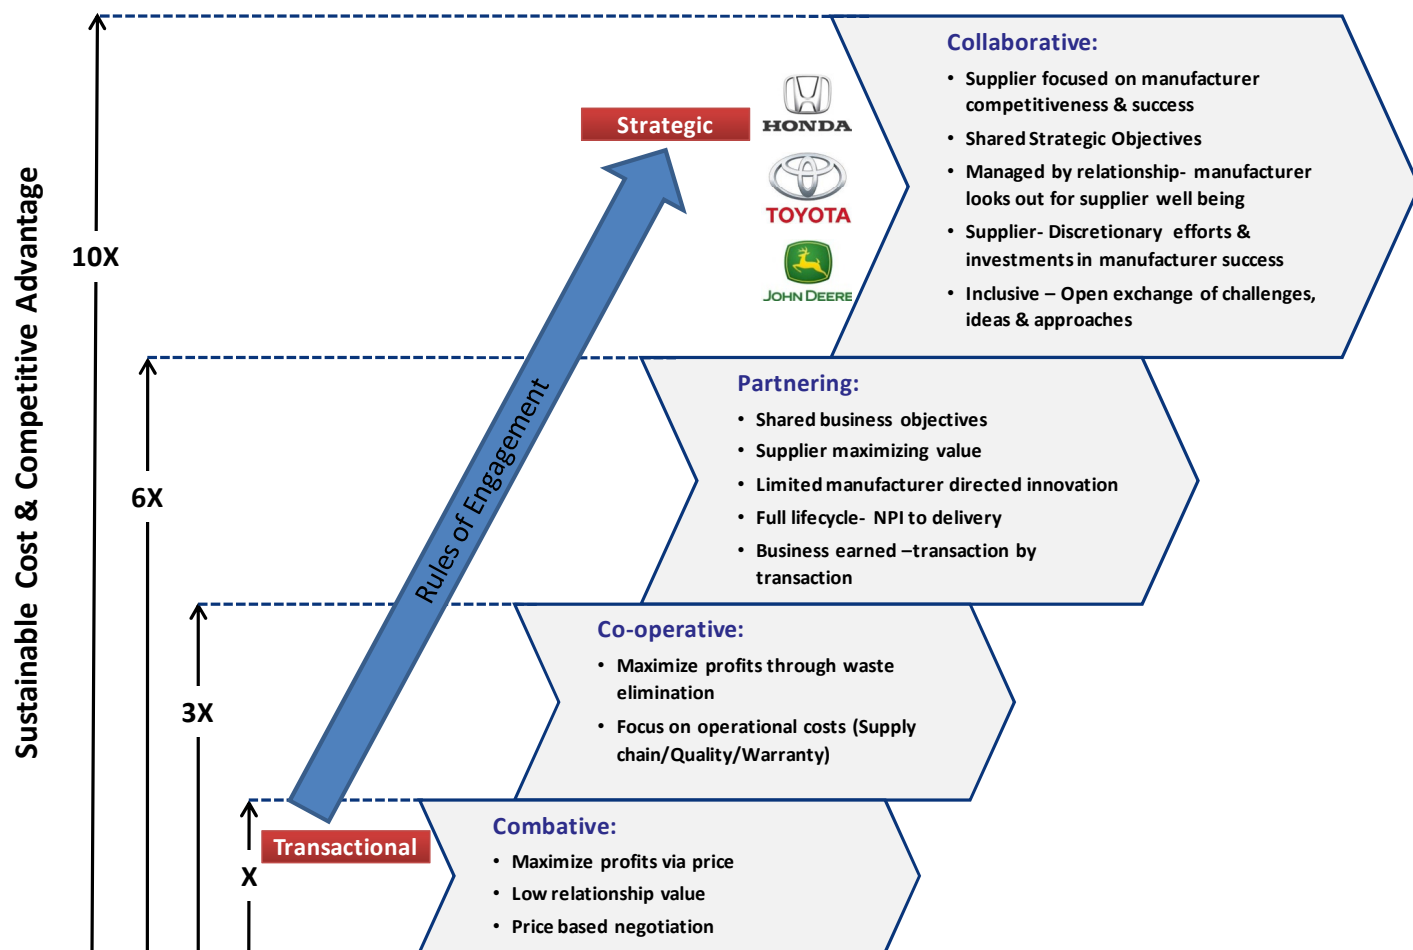 Sustainable Cost & Competitive Advantage
10X
6X
3X
X
Strategic
Rules of Engagement
Transactional
HONDA
TOYOTA
JOHN DEERE
Collaborative:
• Supplier focused on manufacturer
competitiveness & success
• Shared Strategic Objectives
• Managed by relationship- manufacturer
looks out for supplier well being
• Supplier- Discretionary efforts &
investments in manufacturer success
• Inclusive – Open exchange of challenges,
ideas & approaches
Partnering:
• Shared business objectives
• Supplier maximizing value
• Limited manufacturer directed innovation
• Full lifecycle- NPI to delivery
• Business earned –transaction by
transaction
Co-operative:
• Maximize profits through waste
elimination
• Focus on operational costs (Supply
chain/Quality/Warranty)
Combative:
• Maximize profits via price
• Low relationship value
• Price based negotiation